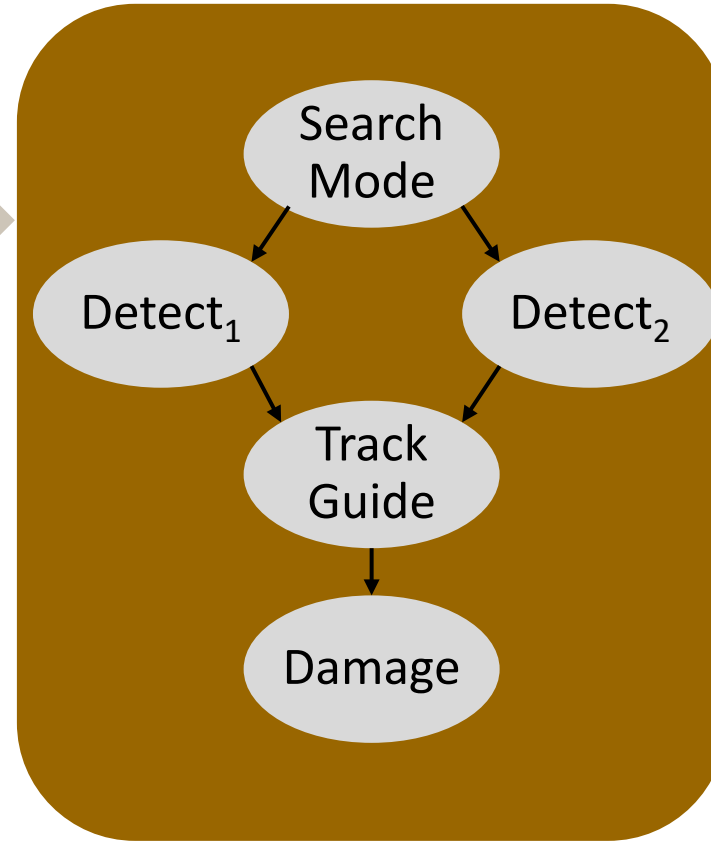 Search
Mode
Detect₁
Detect₂
Track
Guide
Damage